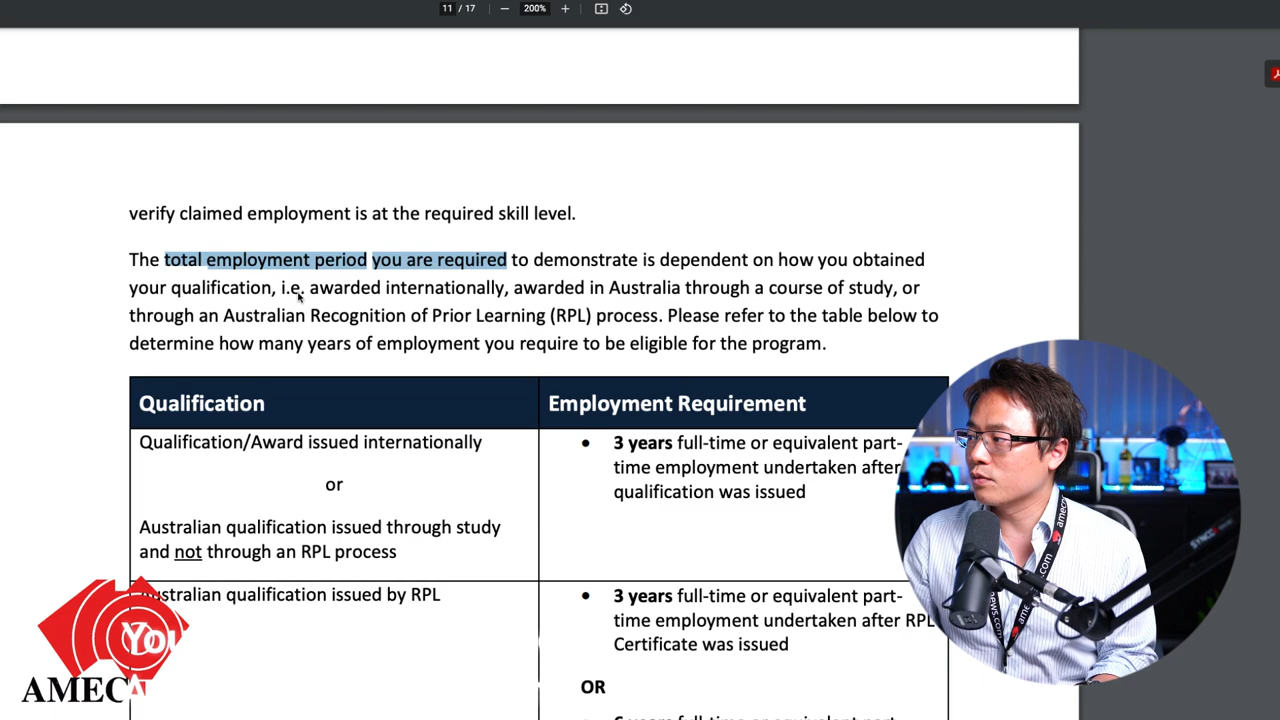 11 / 17
200%
verify claimed employment is at the required skill level.
The total employment period you are required to demonstrate is dependent on how you obtained
your qualification, i.e. awarded internationally, awarded in Australia through a course of study, or
through an Australian Recognition of Prior Learning (RPL) process. Please refer to the table below to
determine how many years of employment you require to be eligible for the program.
Qualification
Employment Requirement
Qualification/Award issued internationally
or
Australian qualification issued through study
and not through an RPL process
• 3 years full-time or equivalent part-
time employment undertaken after
qualification was issued
Australian qualification issued by RPL
• 3 years full-time or equivalent part-
time employment undertaken after RPL
Certificate was issued
OR